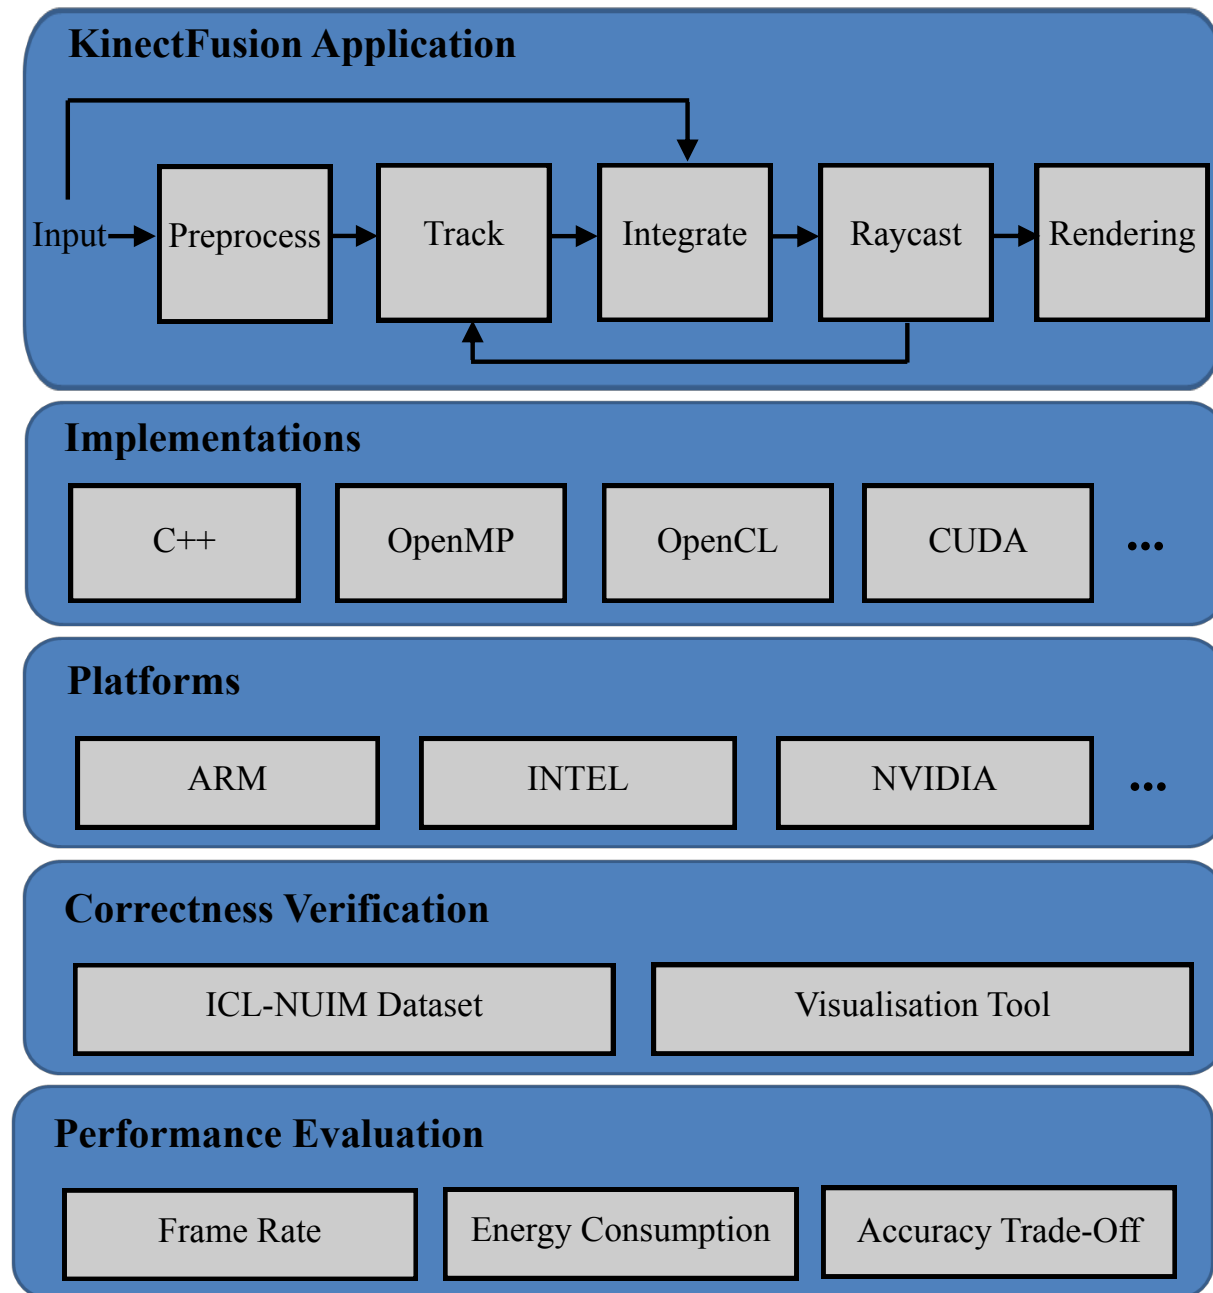 KinectFusion Application
Input
Preprocess
Track
Integrate
Raycast
Rendering
Implementations
C++
OpenMP
OpenCL
CUDA
...
Platforms
ARM
INTEL
NVIDIA
...
Correctness Verification
ICL-NUIM Dataset
Visualisation Tool
Performance Evaluation
Frame Rate
Energy Consumption
Accuracy Trade-Off